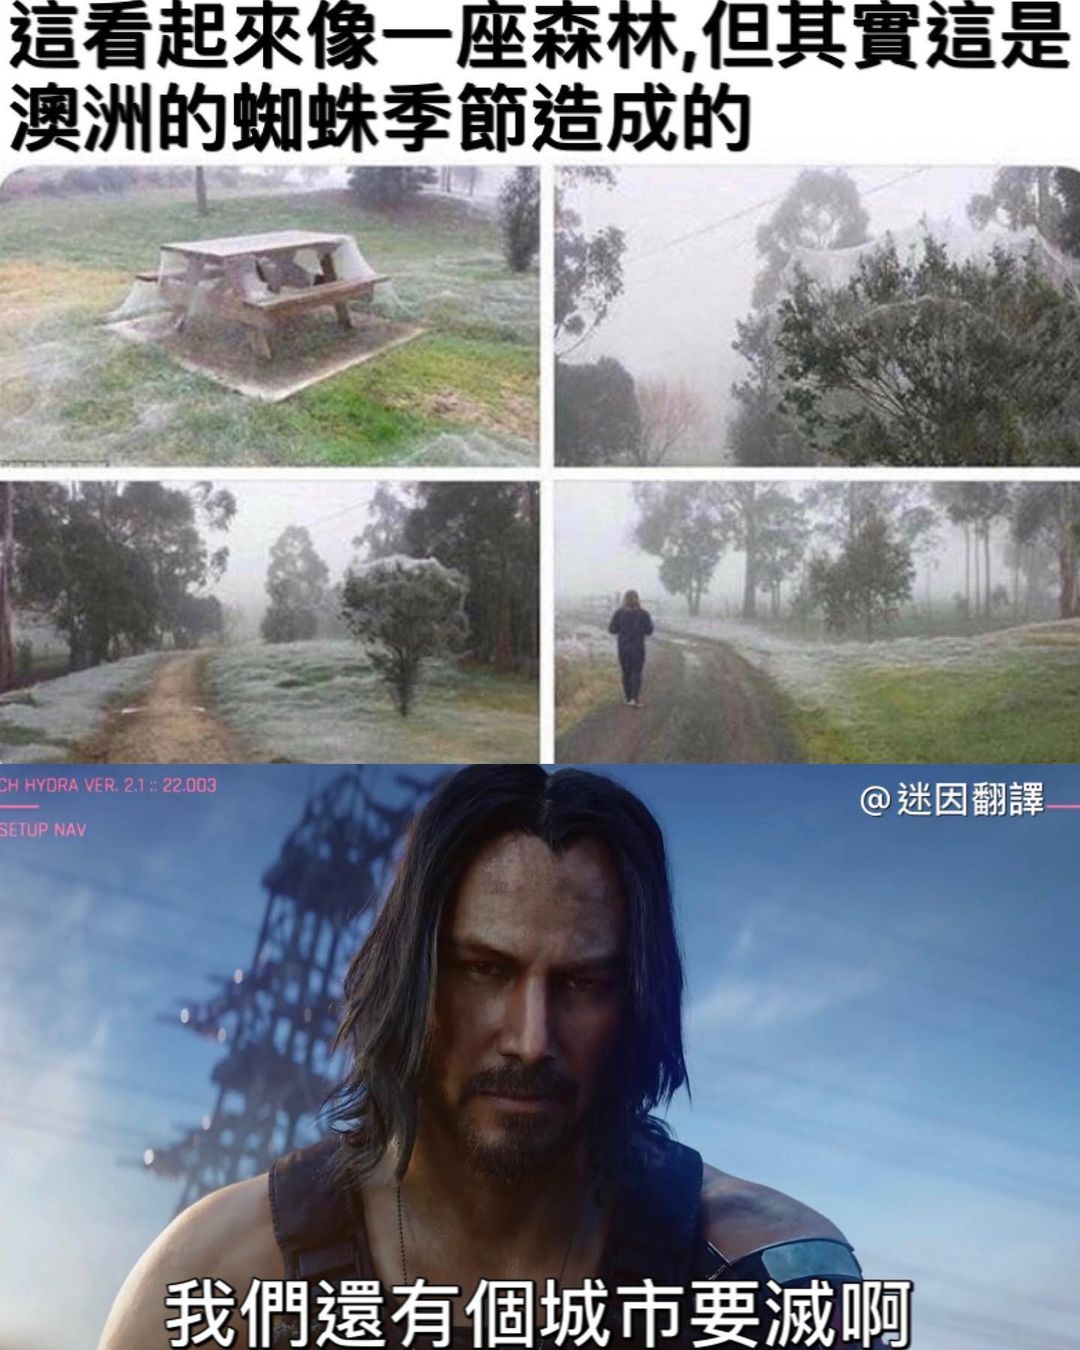 這看起來像一座森林,但其實這是
澳洲的蜘蛛季節造成的
CH HYDRA VER. 2.1 :: 22.003
SETUP NAV
@迷因翻譯
我們還有個城市要滅啊